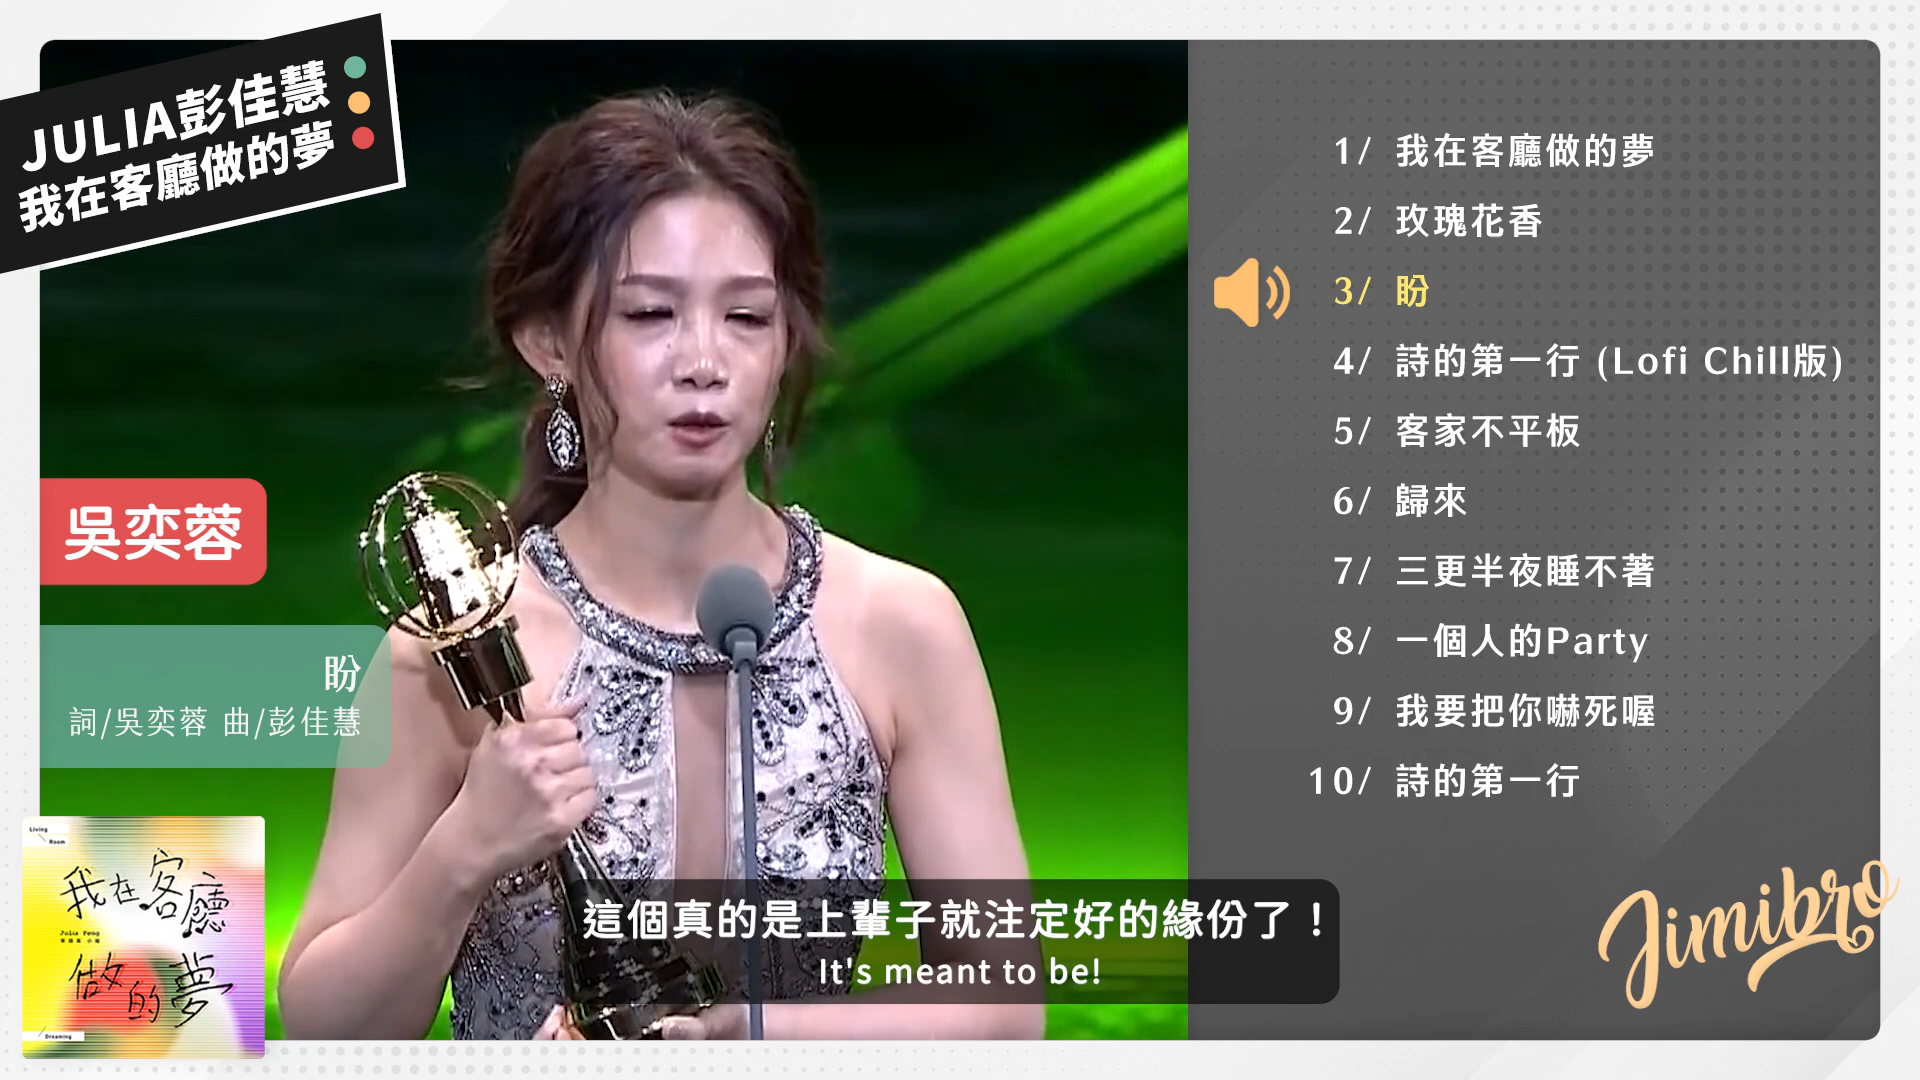 JULIA彭佳慧
我在客廳做的夢
吳奕蓉
盼
詞/吳奕蓉 曲/彭佳慧
Living
Room
我在客廳
Julia Peng
做的夢
Dreaming
1/ 我在客廳做的夢
2/ 玫瑰花香
3/ 盼
4/ 詩的第一行 (Lofi Chill版)
5/ 客家不平板
6/ 歸來
7/ 三更半夜睡不著
8/ 一個人的Party
9/ 我要把你嚇死喔
10/ 詩的第一行
這個真的是上輩子就注定好的緣份了！
It's meant to be!
Jimibro